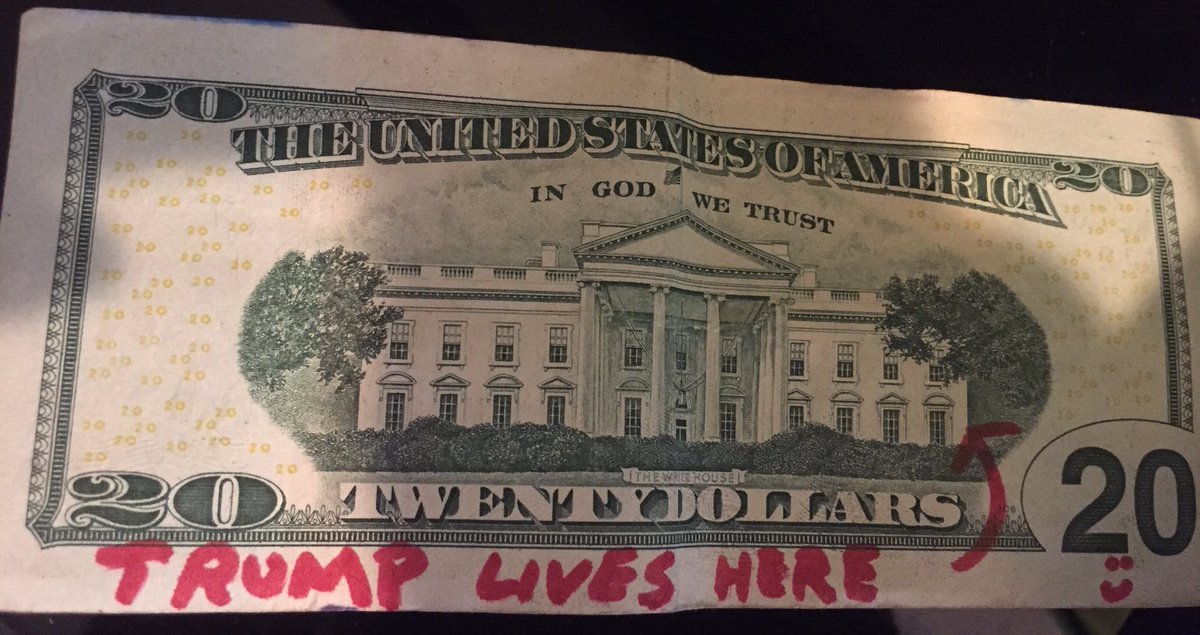 20 THE UNITED STATES OF AMERICA 20
IN GOD WE TRUST
THE WHITE HOUSE
20 TWENTY DOLLARS 20
TRUMP LIVES HERE